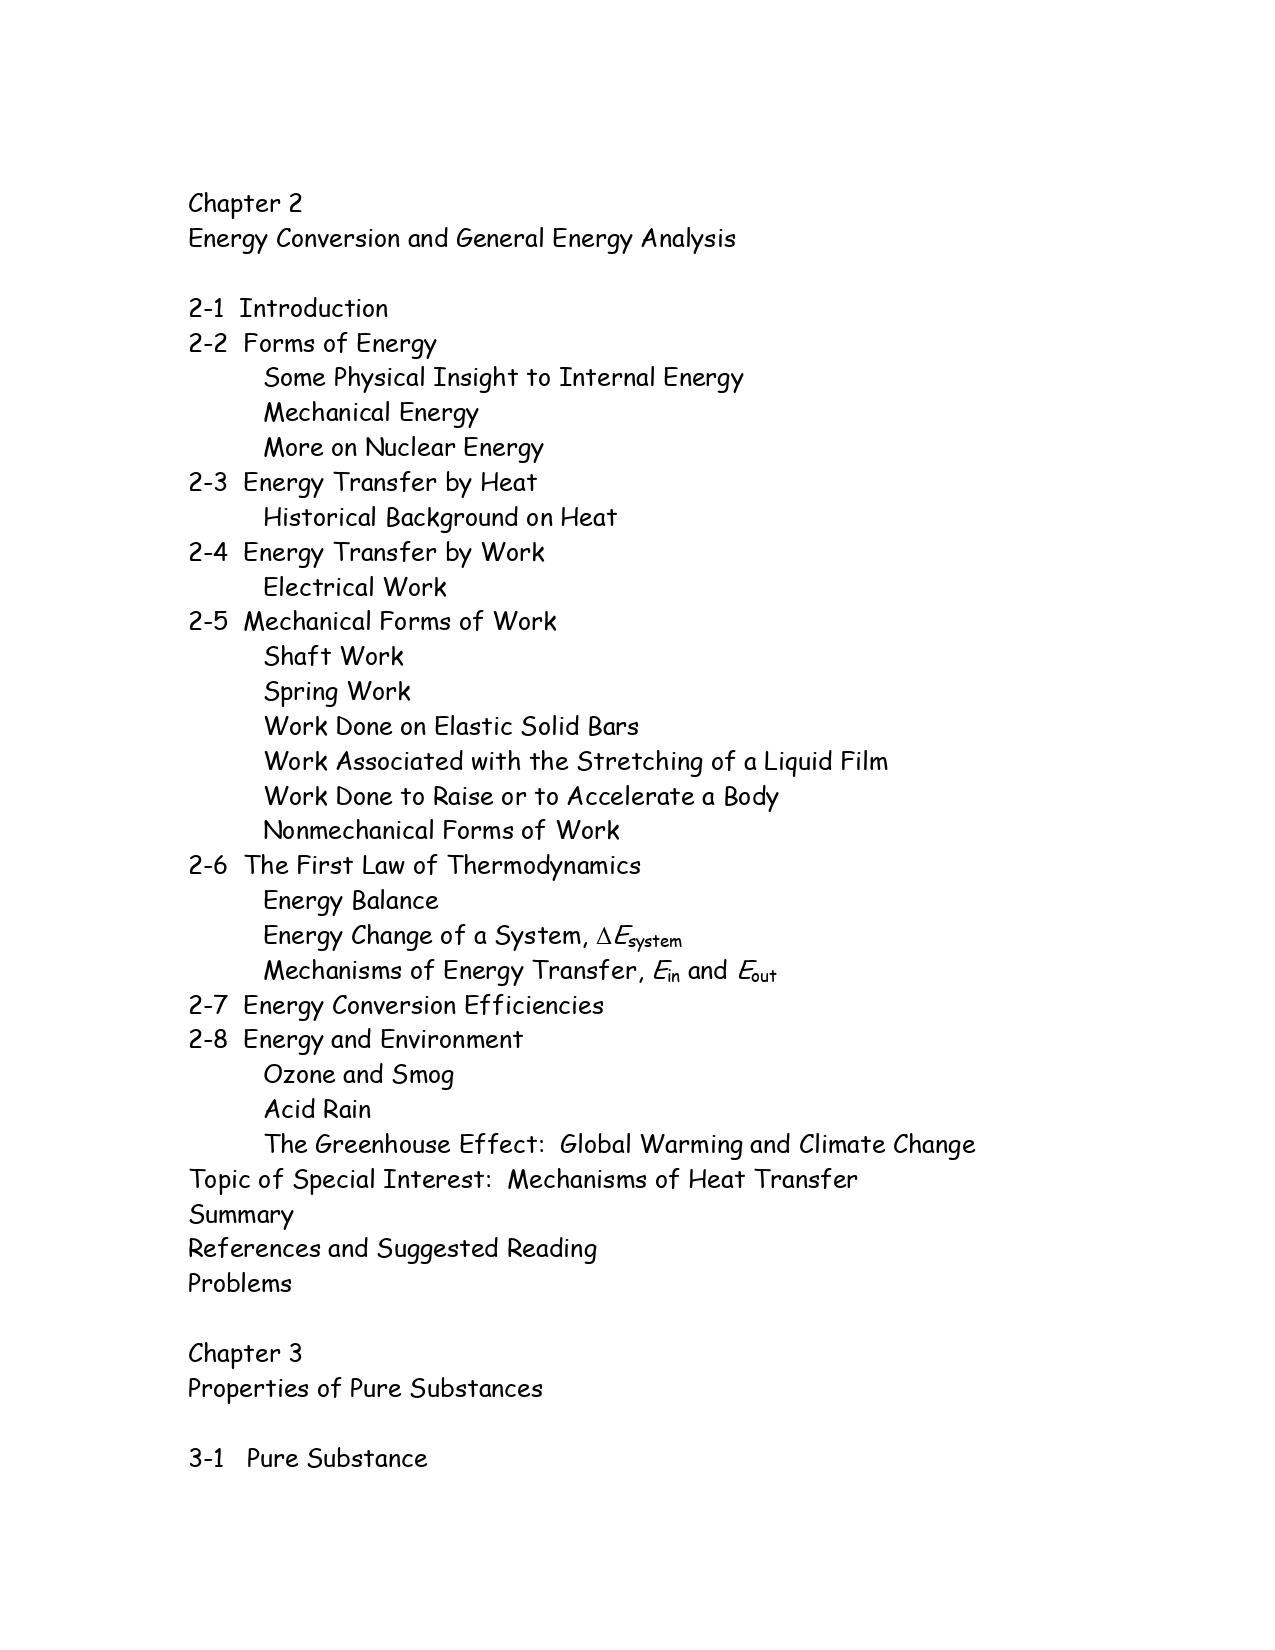 Chapter 2
Energy Conversion and General Energy Analysis
2-1 Introduction
2-2 Forms of Energy
Some Physical Insight to Internal Energy
Mechanical Energy
More on Nuclear Energy
2-3 Energy Transfer by Heat
Historical Background on Heat
2-4 Energy Transfer by Work
Electrical Work
2-5 Mechanical Forms of Work
Shaft Work
Spring Work
Work Done on Elastic Solid Bars
Work Associated with the Stretching of a Liquid Film
Work Done to Raise or to Accelerate a Body
Nonmechanical Forms of Work
2-6 The First Law of Thermodynamics
Energy Balance
Energy Change of a System, ΔEsystem
Mechanisms of Energy Transfer, Ein and Eout
2-7 Energy Conversion Efficiencies
2-8 Energy and Environment
Ozone and Smog
Acid Rain
The Greenhouse Effect: Global Warming and Climate Change
Topic of Special Interest: Mechanisms of Heat Transfer
Summary
References and Suggested Reading
Problems
Chapter 3
Properties of Pure Substances
3-1 Pure Substance